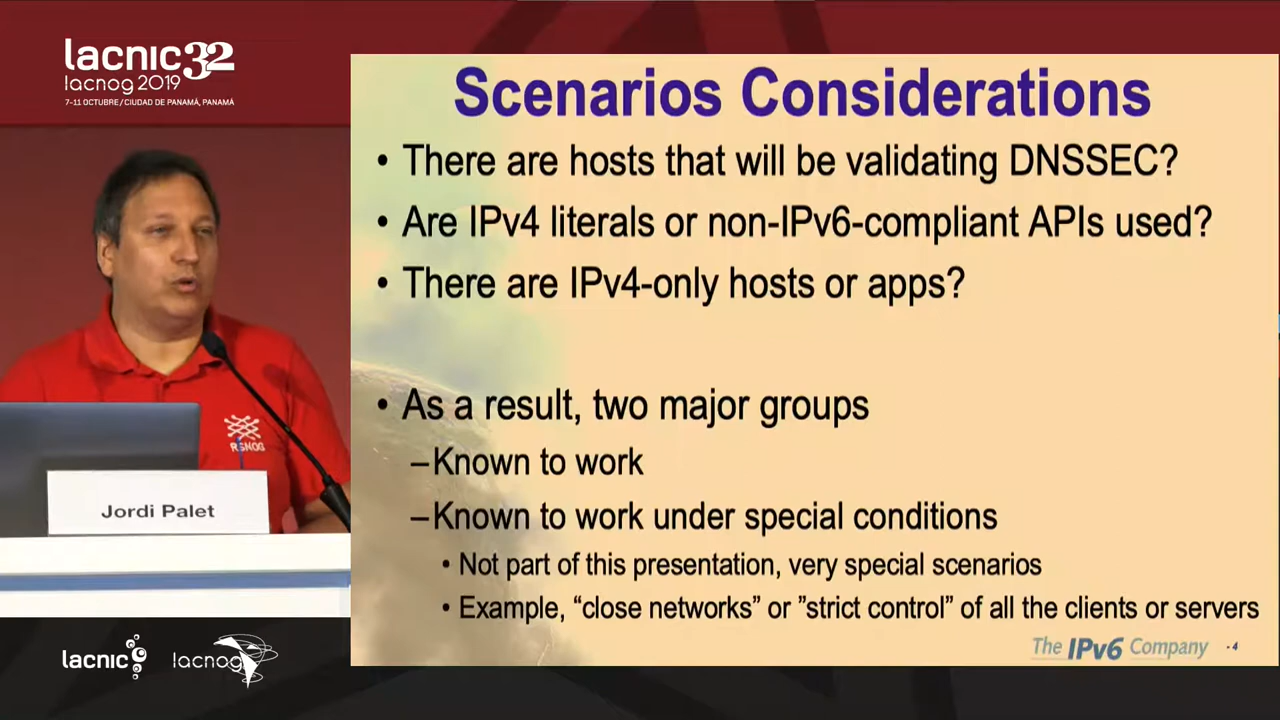 lacnic32
lacnog 2019
7-11 OCTUBRE / CIUDAD DE PANAMÁ, PANAMÁ
Scenarios Considerations
• There are hosts that will be validating DNSSEC?
• Are IPv4 literals or non-IPv6-compliant APIs used?
• There are IPv4-only hosts or apps?
• As a result, two major groups
–Known to work
–Known to work under special conditions
• Not part of this presentation, very special scenarios
• Example, “close networks” or ”strict control” of all the clients or servers
The IPv6 Company - 4
RSNOG
Jordi Palet
lacnic lacnog